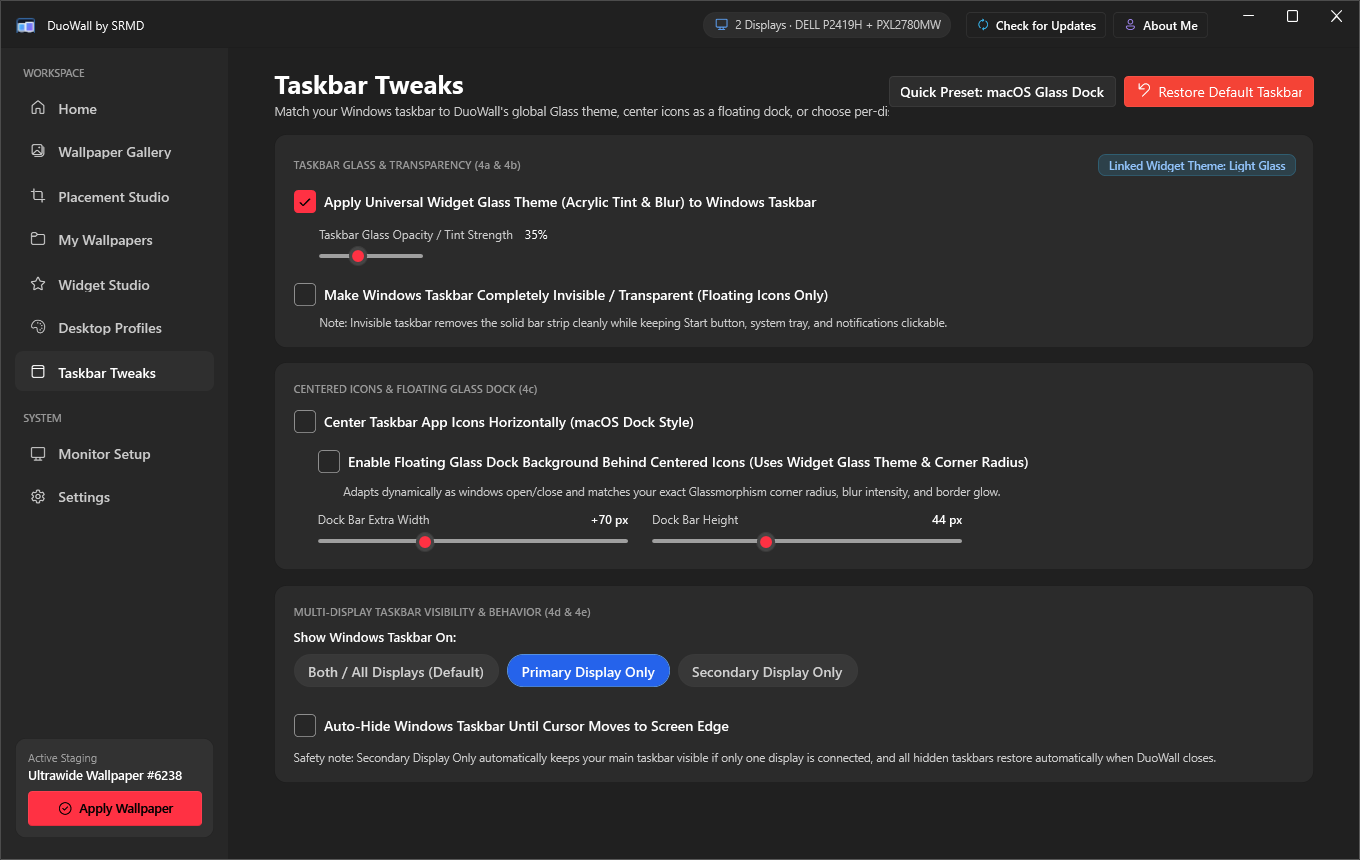 DuoWall by SRMD
2 Displays · DELL P2419H + PXL2780MW
Check for Updates
About Me
WORKSPACE
Home
Wallpaper Gallery
Placement Studio
My Wallpapers
Widget Studio
Desktop Profiles
Taskbar Tweaks
SYSTEM
Monitor Setup
Settings
Active Staging
Ultrawide Wallpaper #6238
Apply Wallpaper
Taskbar Tweaks
Match your Windows taskbar to DuoWall's global Glass theme, center icons as a floating dock, or choose per-di
Quick Preset: macOS Glass Dock
Restore Default Taskbar
TASKBAR GLASS & TRANSPARENCY (4a & 4b)
Linked Widget Theme: Light Glass
Apply Universal Widget Glass Theme (Acrylic Tint & Blur) to Windows Taskbar
Taskbar Glass Opacity / Tint Strength 35%
Make Windows Taskbar Completely Invisible / Transparent (Floating Icons Only)
Note: Invisible taskbar removes the solid bar strip cleanly while keeping Start button, system tray, and notifications clickable.
CENTERED ICONS & FLOATING GLASS DOCK (4c)
Center Taskbar App Icons Horizontally (macOS Dock Style)
Enable Floating Glass Dock Background Behind Centered Icons (Uses Widget Glass Theme & Corner Radius)
Adapts dynamically as windows open/close and matches your exact Glassmorphism corner radius, blur intensity, and border glow.
Dock Bar Extra Width +70 px
Dock Bar Height 44 px
MULTI-DISPLAY TASKBAR VISIBILITY & BEHAVIOR (4d & 4e)
Show Windows Taskbar On:
Both / All Displays (Default)
Primary Display Only
Secondary Display Only
Auto-Hide Windows Taskbar Until Cursor Moves to Screen Edge
Safety note: Secondary Display Only automatically keeps your main taskbar visible if only one display is connected, and all hidden taskbars restore automatically when DuoWall closes.